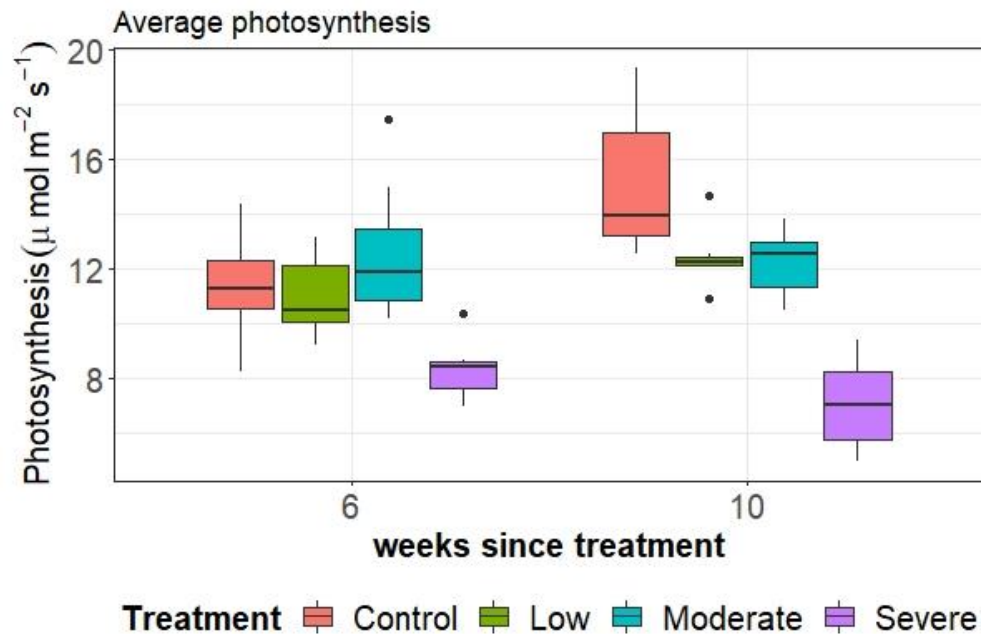 Average photosynthesis
Photosynthesis (μ mol m⁻² s⁻¹)
20
16
12
8
6 10
weeks since treatment
Treatment Control Low Moderate Severe